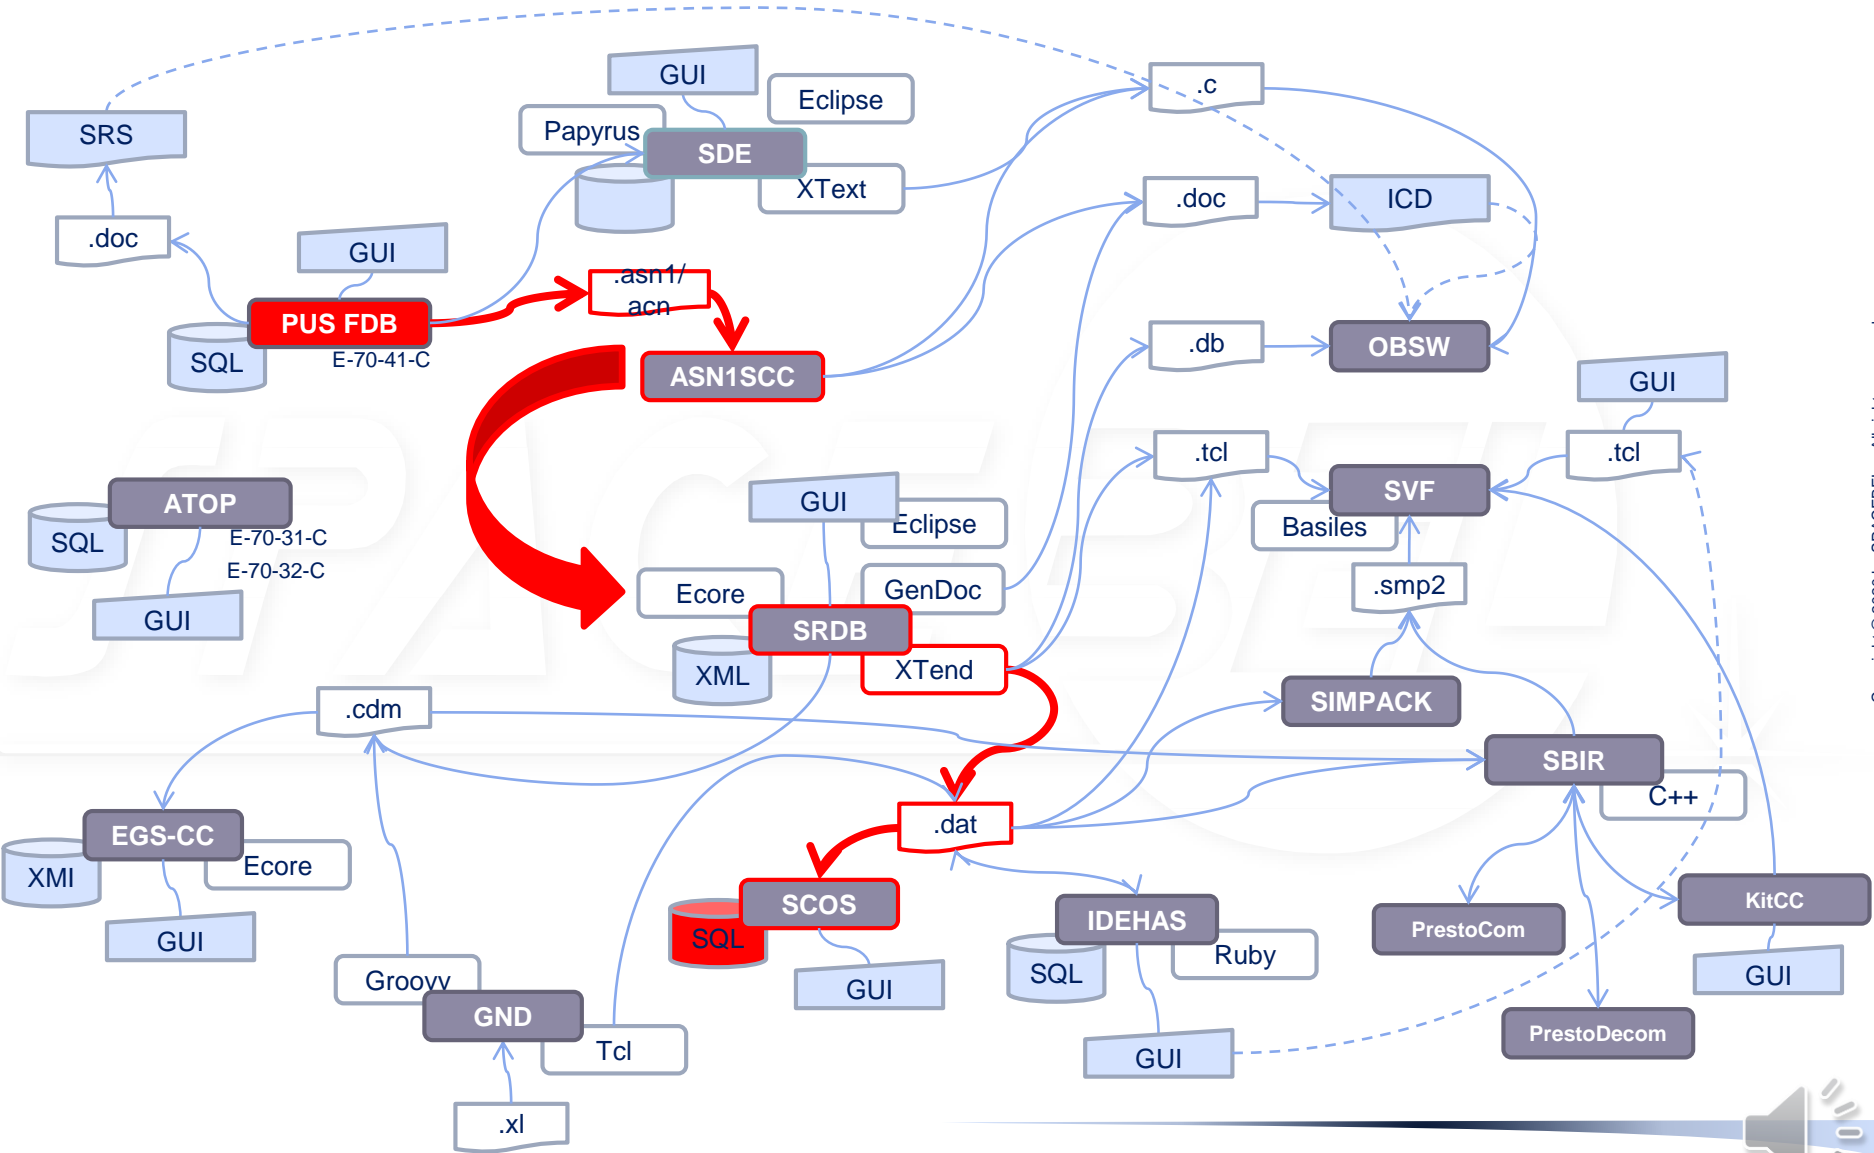 GUI
Eclipse
.c
SRS
Papyrus
SDE
XText
.doc
ICD
.doc
GUI
.asn1/
acn
PUS FDB
E-70-41-C
SQL
ASN1SCC
.db
OBSW
GUI
.tcl
.tcl
SVF
Basiles
GUI
Eclipse
ATOP
SQL
E-70-31-C
E-70-32-C
GUI
Ecore
GenDoc
.smp2
SRDB
XML
XTend
SIMPACK
.cdm
SBIR
C++
EGS-CC
XMI
Ecore
GUI
.dat
SCOS
SQL
GUI
IDEHAS
SQL
Ruby
GUI
PrestoCom
KitCC
GUI
PrestoDecom
Groovy
GND
Tcl
.xl
SPACEBEL